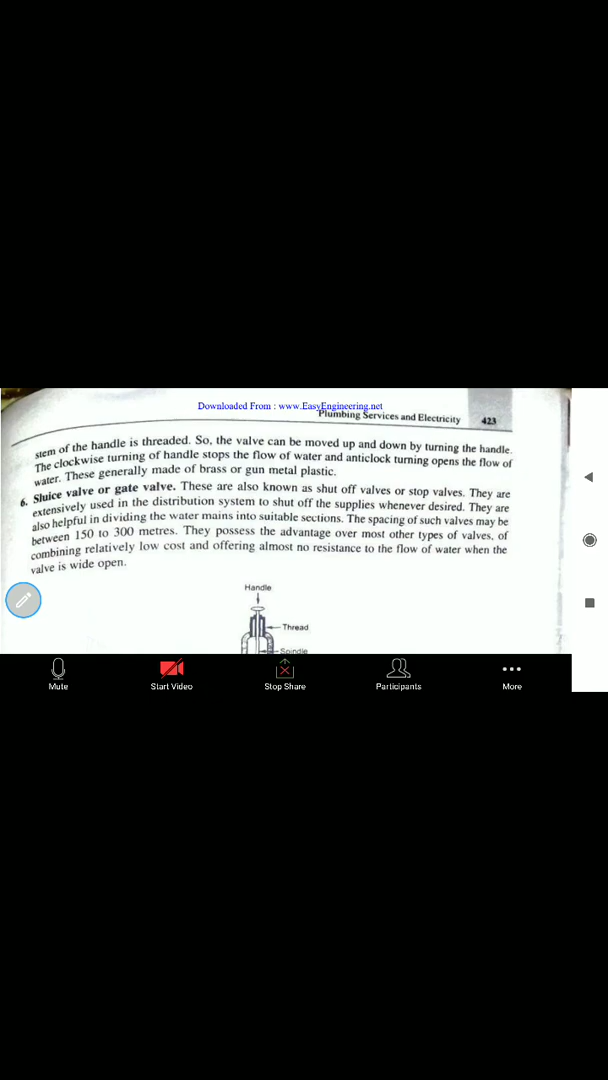 Downloaded From : www.EasyEngineering.net
Plumbing Services and Electricity 423
stem of the handle is threaded. So, the valve can be moved up and down by turning the handle.
The clockwise turning of handle stops the flow of water and anticlock turning opens the flow of
water. These generally made of brass or gun metal plastic.
6. Sluice valve or gate valve. These are also known as shut off valves or stop valves. They are
extensively used in the distribution system to shut off the supplies whenever desired. They are
also helpful in dividing the water mains into suitable sections. The spacing of such valves may be
between 150 to 300 metres. They possess the advantage over most other types of valves, of
combining relatively low cost and offering almost no resistance to the flow of water when the
valve is wide open.
Handle
Thread
Spindle
Mute
Start Video
Stop Share
Participants
More